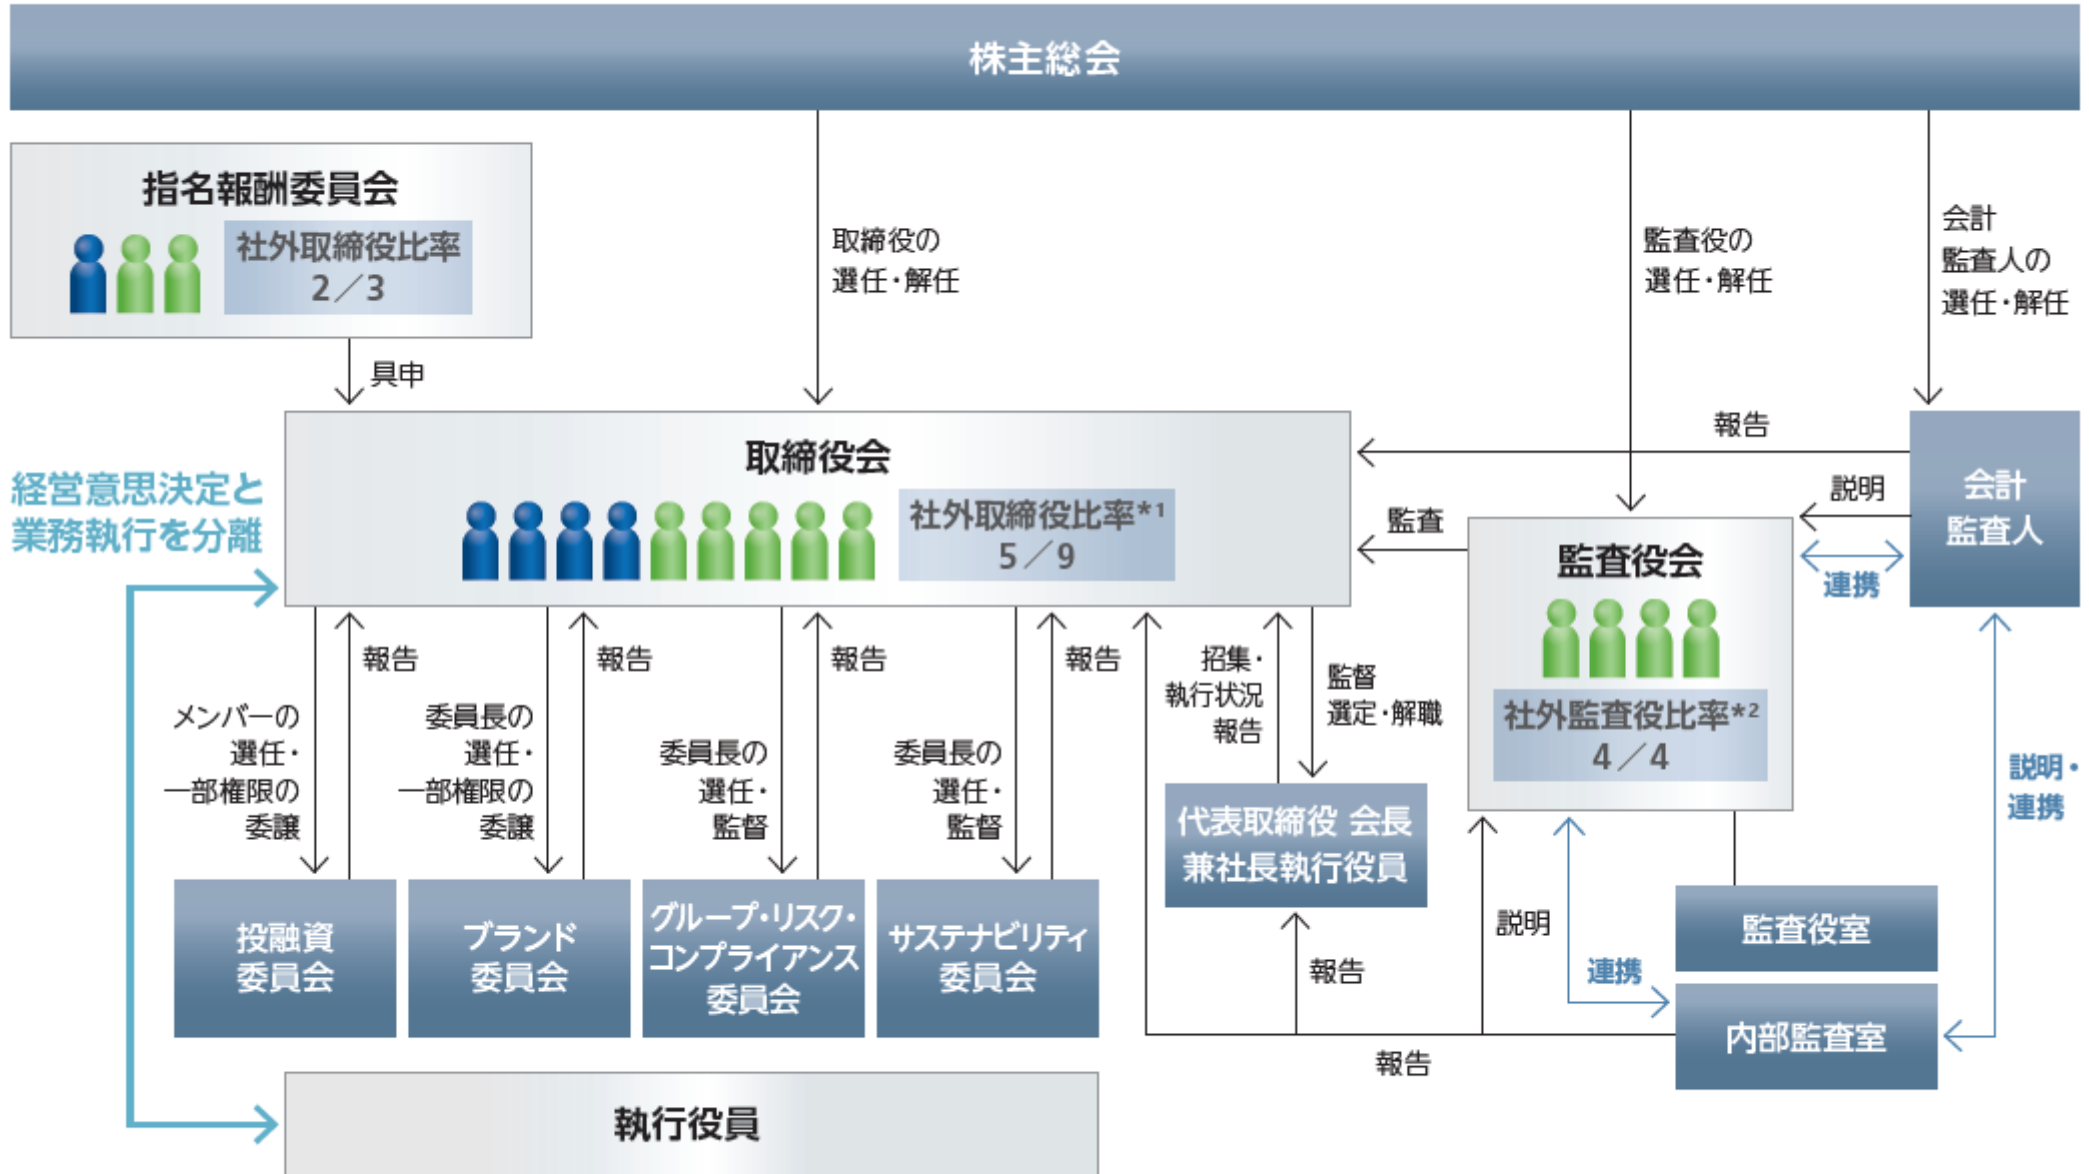 株主総会
指名報酬委員会
社外取締役比率
2／3
具申
取締役の
選任・解任
監査役の
選任・解任
会計
監査人の
選任・解任
経営意思決定と
業務執行を分離
取締役会
社外取締役比率*1
5／9
報告
説明
監査
連携
会計
監査人
監査役会
社外監査役比率*2
4／4
メンバーの
選任・
一部権限の
委譲
報告
委員長の
選任・
一部権限の
委譲
報告
委員長の
選任・
監督
報告
委員長の
選任・
監督
報告
招集・
執行状況
報告
監督
選定・解職
説明・
連携
代表取締役 会長
兼社長執行役員
投融資
委員会
ブランド
委員会
グループ・リスク・
コンプライアンス
委員会
サステナビリティ
委員会
報告
説明
連携
監査役室
内部監査室
報告
執行役員